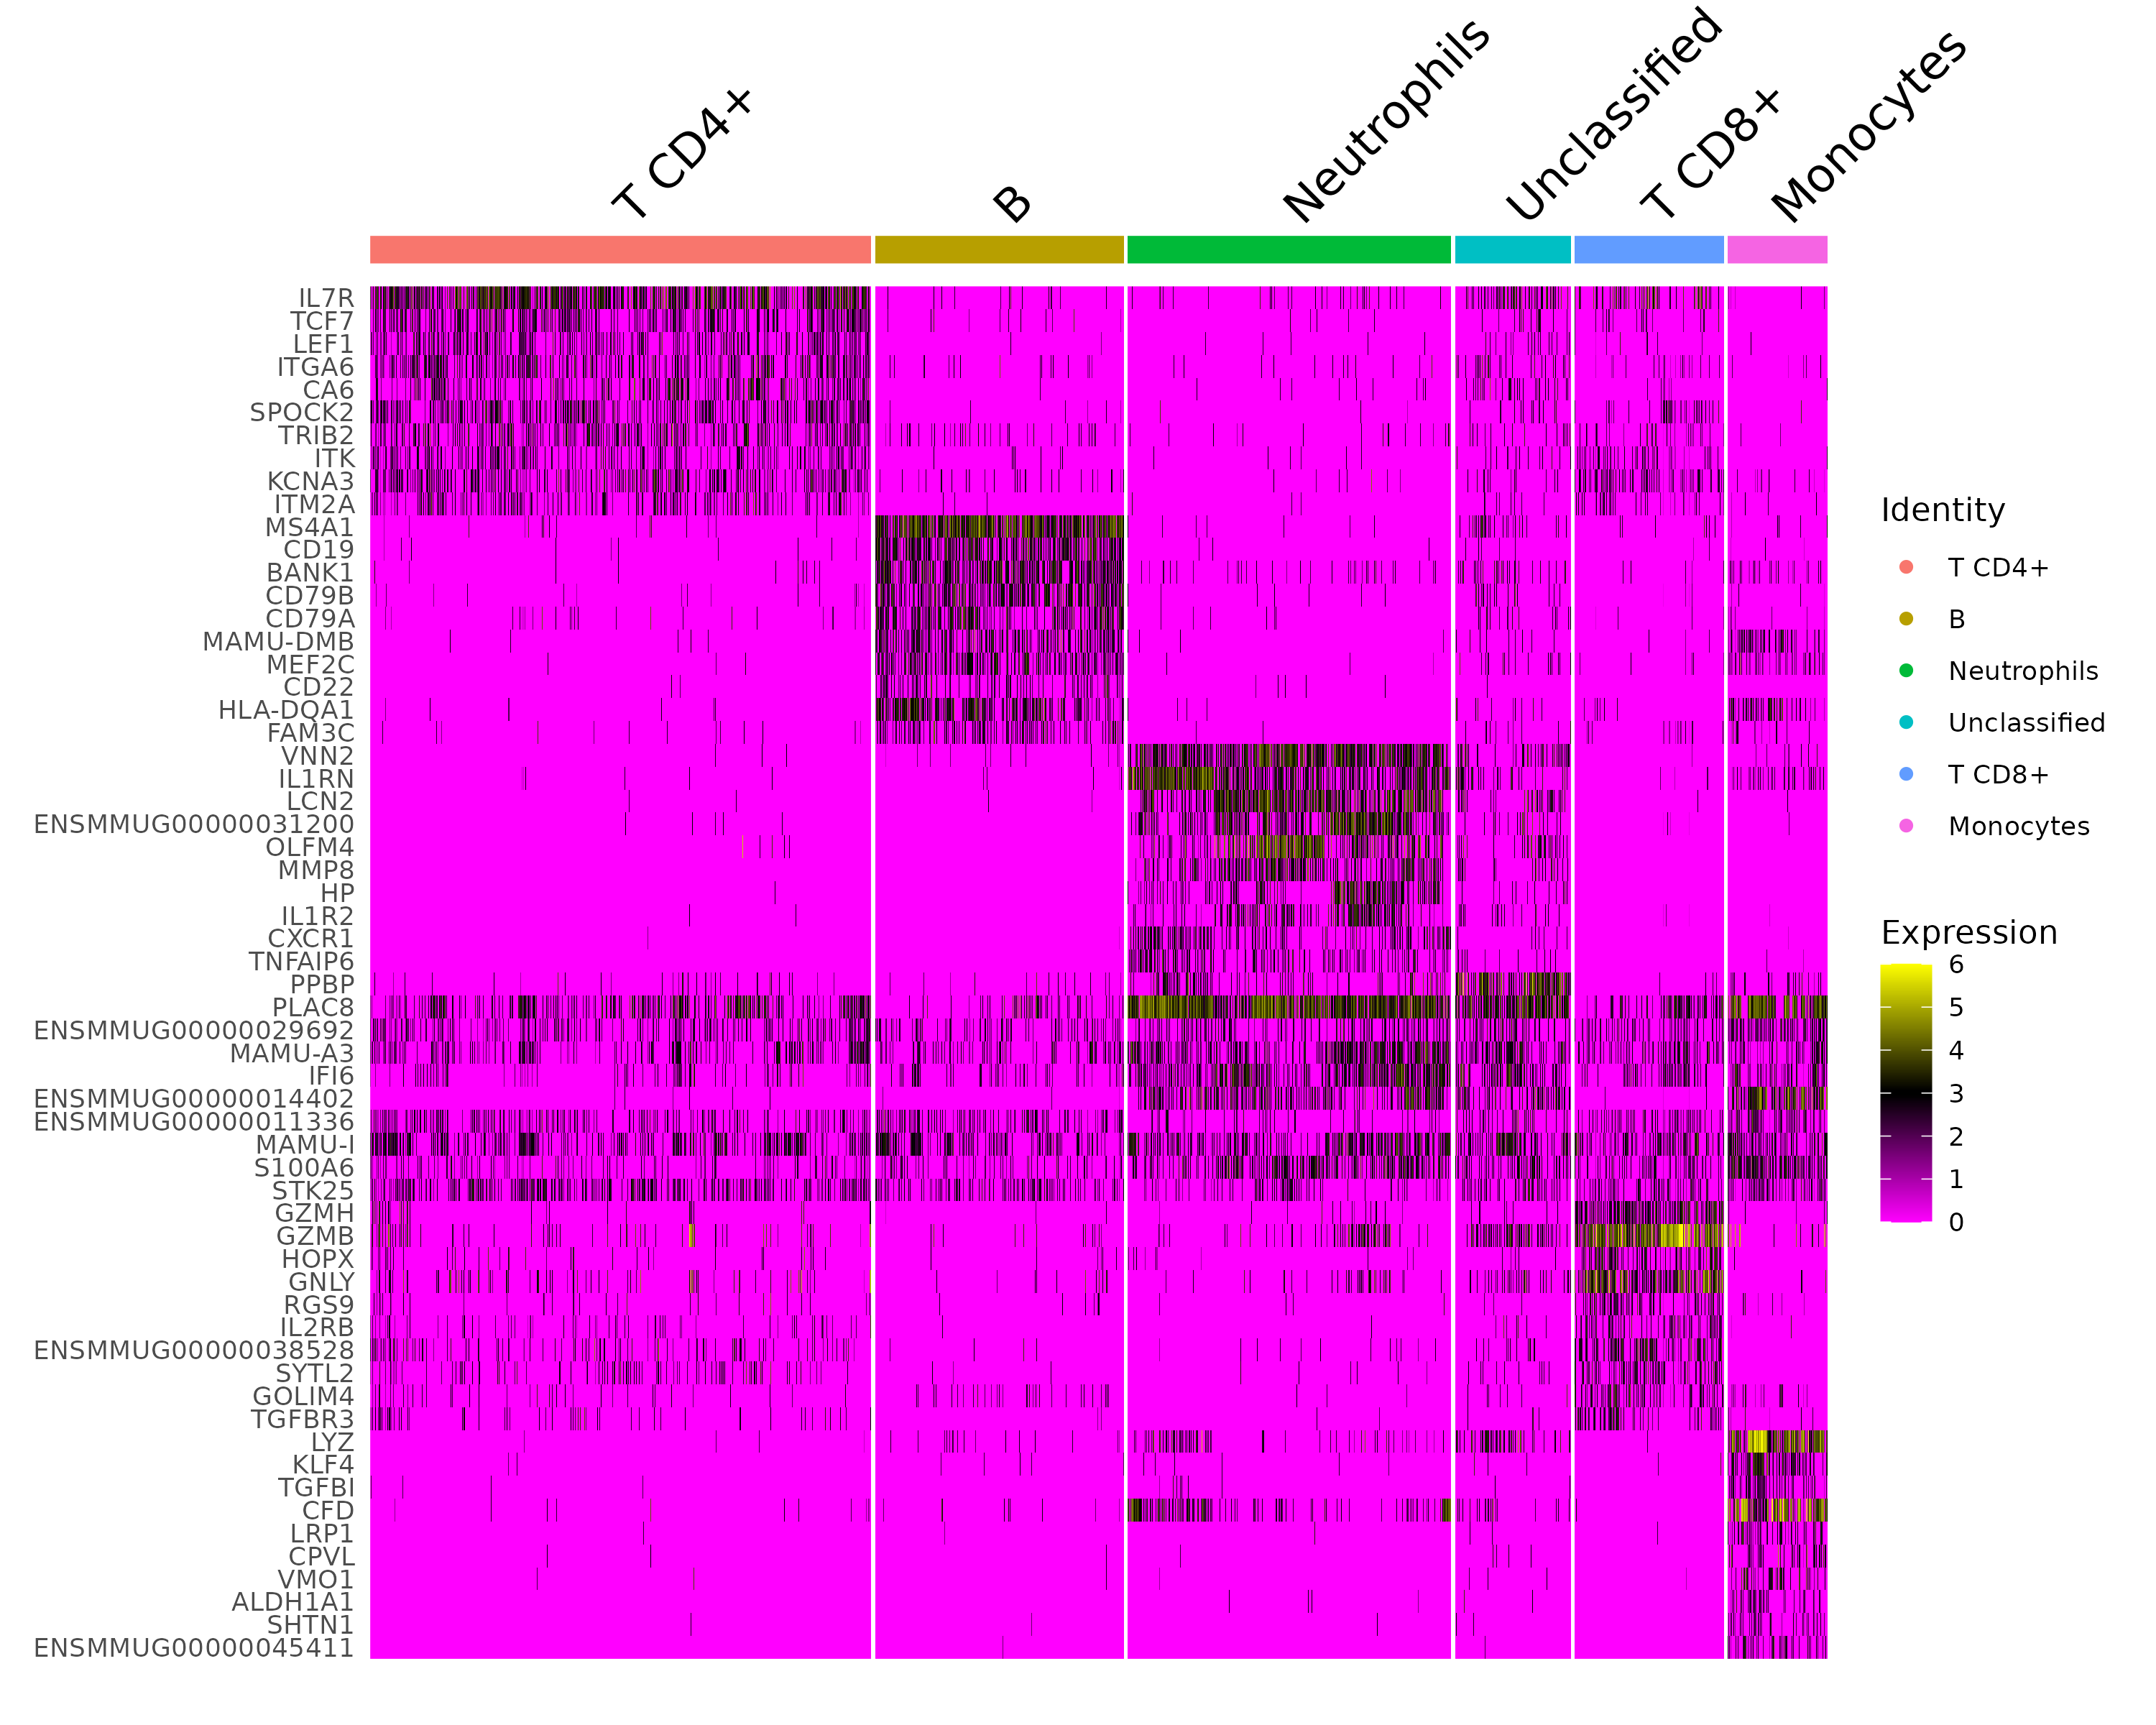 T CD4+
B
Neutrophils
Unclassified
T CD8+
Monocytes
IL7R
TCF7
LEF1
ITGA6
CA6
SPOCK2
TRIB2
ITK
KCNA3
ITM2A
MS4A1
CD19
BANK1
CD79B
CD79A
MAMU-DMB
MEF2C
CD22
HLA-DQA1
FAM3C
VNN2
IL1RN
LCN2
ENSMMUG00000031200
OLFM4
MMP8
HP
IL1R2
CXCR1
TNFAIP6
PPBP
PLAC8
ENSMMUG00000029692
MAMU-A3
IFI6
ENSMMUG00000014402
ENSMMUG00000011336
MAMU-I
S100A6
STK25
GZMH
GZMB
HOPX
GNLY
RGS9
IL2RB
ENSMMUG00000038528
SYTL2
GOLIM4
TGFBR3
LYZ
KLF4
TGFBI
CFD
LRP1
CPVL
VMO1
ALDH1A1
SHTN1
ENSMMUG00000045411
Identity
T CD4+
B
Neutrophils
Unclassified
T CD8+
Monocytes
Expression
6
5
4
3
2
1
0